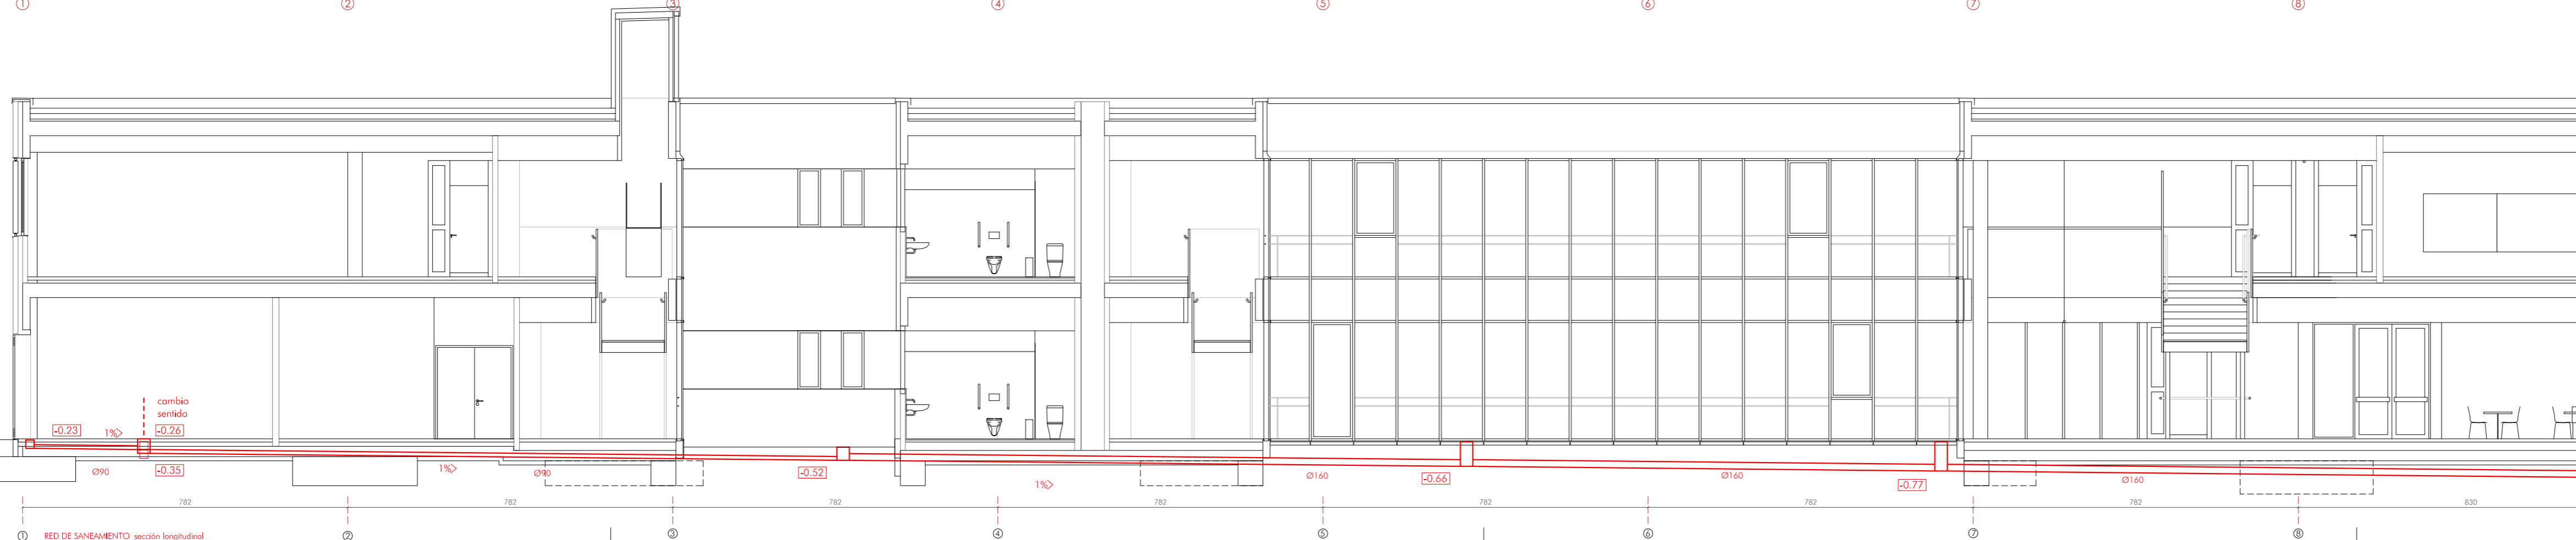 ① ② ③ ④ ⑤ ⑥ ⑦ ⑧
cambio
sentido
-0.23 1% -0.26
Ø90 -0.35 1% Ø90 -0.52 1% Ø160 -0.66 Ø160 -0.77 Ø160
782 782 782 782 782 782 782 830
① ② ③ ④ ⑤ ⑥ ⑦ ⑧
RED DE SANEAMIENTO sección longitudinal